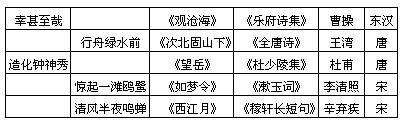 幸甚至哉 《观沧海》 《乐府诗集》 曹操 东汉
行舟绿水前 《次北固山下》 《全唐诗》 王湾 唐
造化钟神秀 《望岳》 《杜少陵集》 杜甫 唐
惊起一滩鸥鹭 《如梦令》 《漱玉词》 李清照 宋
清风半夜鸣蝉 《西江月》 《稼轩长短句》 辛弃疾 宋